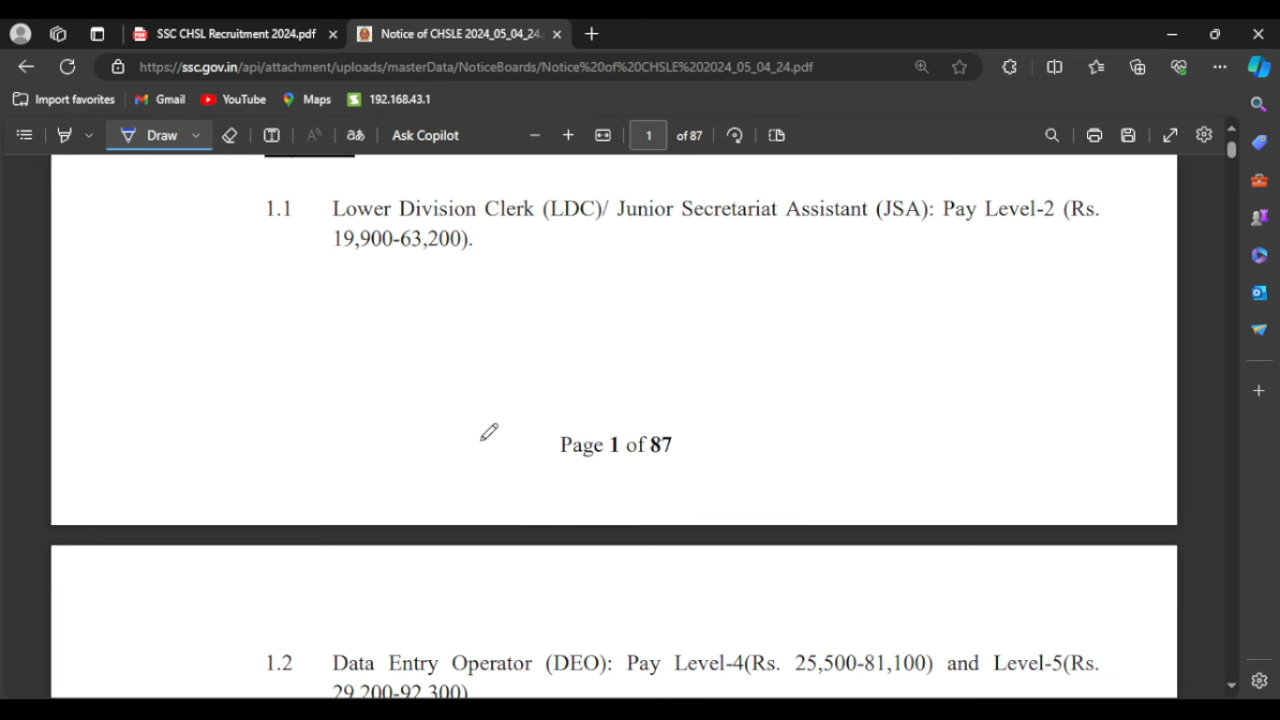 SSC CHSL Recruitment 2024.pdf
Notice of CHSLE 2024_05_04_24.
https://ssc.gov.in/api/attachment/uploads/masterData/NoticeBoards/Notice%20of%20CHSLE%202024_05_04_24.pdf
Import favorites Gmail YouTube Maps 192.168.43.1
Draw aあ Ask Copilot 1 of 87
1.1 Lower Division Clerk (LDC)/ Junior Secretariat Assistant (JSA): Pay Level-2 (Rs.
19,900-63,200).
Page 1 of 87
1.2 Data Entry Operator (DEO): Pay Level-4(Rs. 25,500-81,100) and Level-5(Rs.
29,200-92,300)